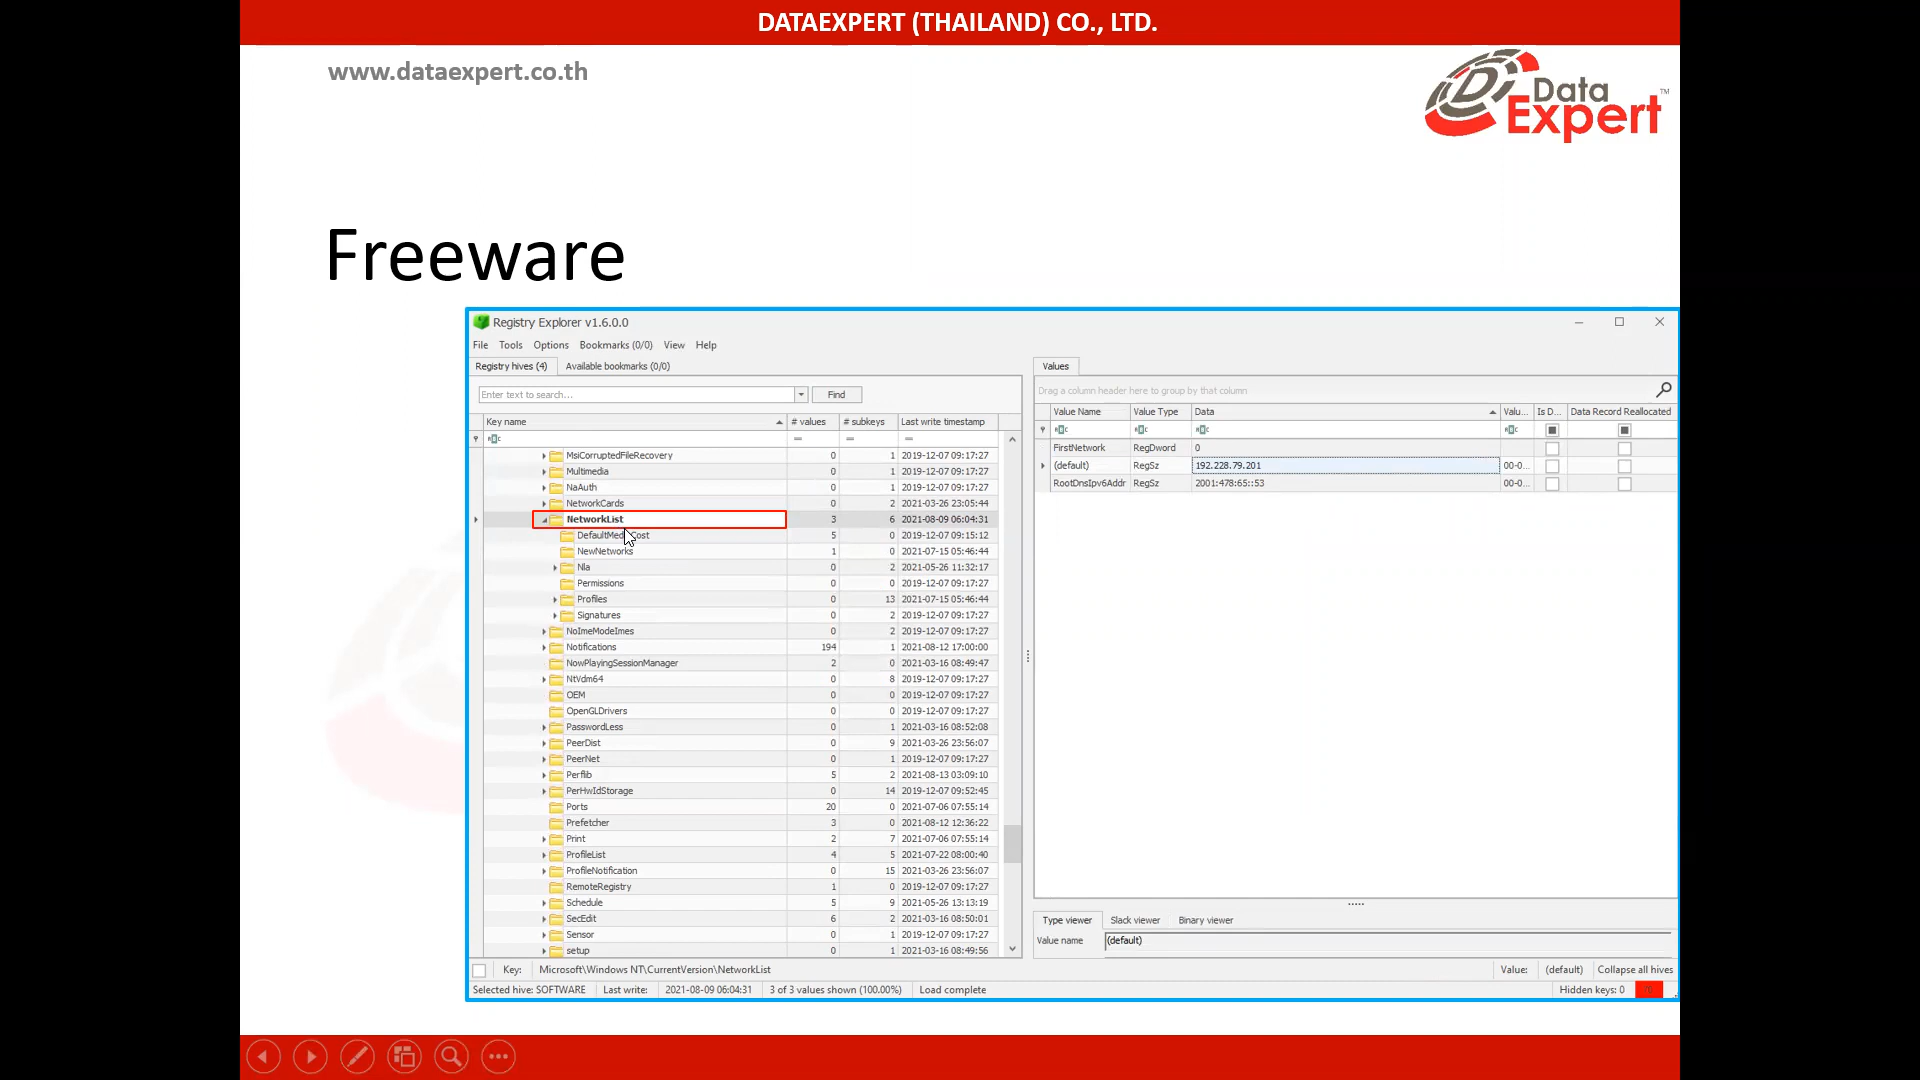 DATAEXPERT (THAILAND) CO., LTD.
www.dataexpert.co.th
Data Expert™
Freeware
Registry Explorer v1.6.0.0
File Tools Options Bookmarks (0/0) View Help
Registry hives (4) Available bookmarks (0/0)
Enter text to search... Find
Key name # values # subkeys Last write timestamp
MsiCorruptedFileRecovery 0 1 2019-12-07 09:17:27
Multimedia 0 1 2019-12-07 09:17:27
NaAuth 0 1 2019-12-07 09:17:27
NetworkCards 0 2 2021-03-26 23:05:44
NetworkList 3 6 2021-08-09 06:04:31
DefaultMed Cost 5 0 2019-12-07 09:15:12
NewNetworks 1 0 2021-07-15 05:46:44
Nla 0 2 2021-05-26 11:32:17
Permissions 0 0 2019-12-07 09:17:27
Profiles 0 13 2021-07-15 05:46:44
Signatures 0 2 2019-12-07 09:17:27
NoImeModeImes 0 2 2019-12-07 09:17:27
Notifications 194 1 2021-08-12 17:00:00
NowPlayingSessionManager 2 0 2021-03-16 08:49:47
NtVdm64 0 8 2019-12-07 09:17:27
OEM 0 0 2019-12-07 09:17:27
OpenGLDrivers 0 0 2019-12-07 09:17:27
PasswordLess 0 1 2021-03-16 08:52:08
PeerDist 0 9 2021-03-26 23:56:07
PeerNet 0 1 2019-12-07 09:17:27
Perflib 5 2 2021-08-13 03:09:10
PerHwIdStorage 0 14 2019-12-07 09:52:45
Ports 20 0 2021-07-06 07:55:14
Prefetcher 3 0 2021-08-12 12:36:22
Print 2 7 2021-07-06 07:55:14
ProfileList 4 5 2021-07-22 08:00:40
ProfileNotification 0 15 2021-03-26 23:56:07
RemoteRegistry 1 0 2019-12-07 09:17:27
Schedule 5 9 2021-05-26 13:13:19
SecEdit 6 2 2021-03-16 08:50:01
Sensor 0 1 2019-12-07 09:17:27
setup 0 1 2021-03-16 08:49:56
Values
Drag a column header here to group by that column
Value Name Value Type Data Valu... Is D... Data Record Reallocated
FirstNetwork RegDword 0
(default) RegSz 192.228.79.201 00-0...
RootDnsIpv6Addr RegSz 2001:478:65::53 00-0...
Type viewer Slack viewer Binary viewer
Value name (default)
Key: Microsoft\Windows NT\CurrentVersion\NetworkList Value: (default) Collapse all hives
Selected hive: SOFTWARE Last write: 2021-08-09 06:04:31 3 of 3 values shown (100.00%) Load complete Hidden keys: 0